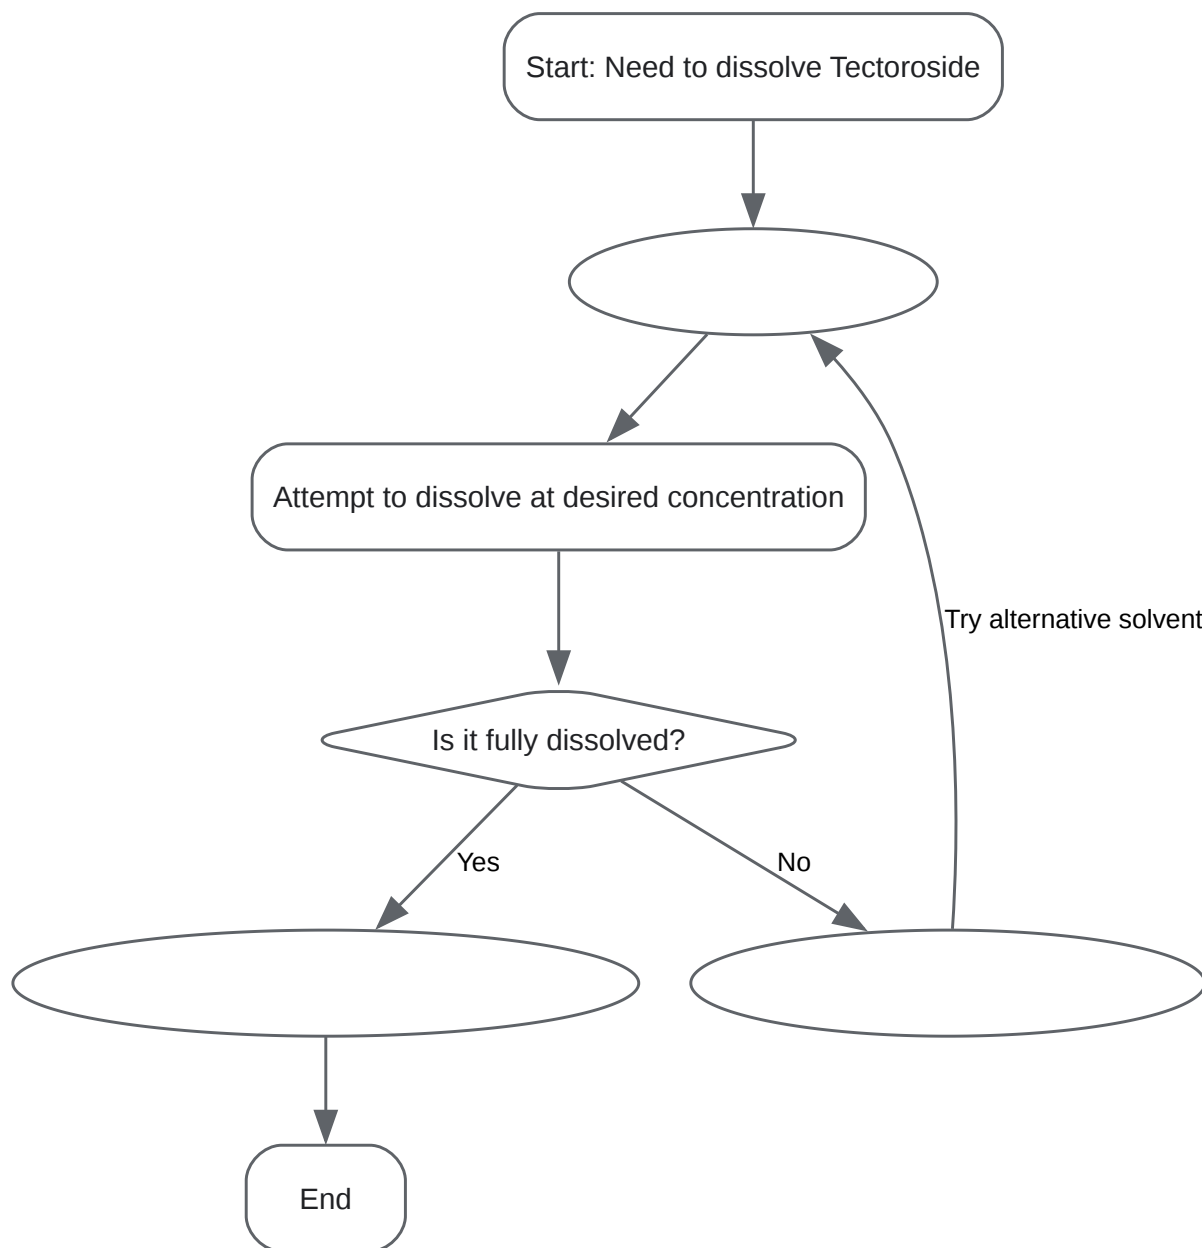 Start: Need to dissolve Tectoroside
Attempt to dissolve at desired concentration
Try alternative solvent
Is it fully dissolved?
Yes
No
End